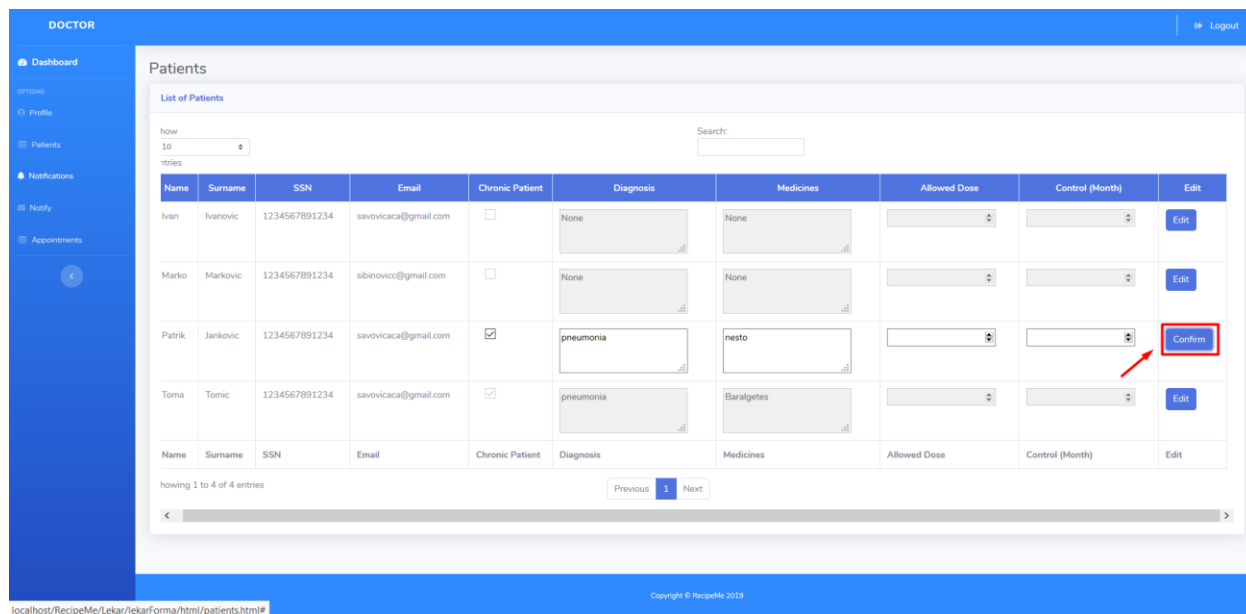 DOCTOR
Logout
Dashboard
OPTIONS
Profile
Patients
Notifications
Notify
Appointments
Patients
List of Patients
how
10
ntries
Search:
Name Surname SSN Email Chronic Patient Diagnosis Medicines Allowed Dose Control (Month) Edit
Ivan Ivanovic 1234567891234 savovicaca@gmail.com None None Edit
Marko Markovic 1234567891234 sibinovicc@gmail.com None None Edit
Patrik Jankovic 1234567891234 savovicaca@gmail.com pneumonia nesto Confirm
Toma Tomic 1234567891234 savovicaca@gmail.com pneumonia Baralgetes Edit
Name Surname SSN Email Chronic Patient Diagnosis Medicines Allowed Dose Control (Month) Edit
howing 1 to 4 of 4 entries
Previous 1 Next
Copyright © RecipeMe 2019
localhost/RecipeMe/Lekar/lekarForma/html/patients.html#